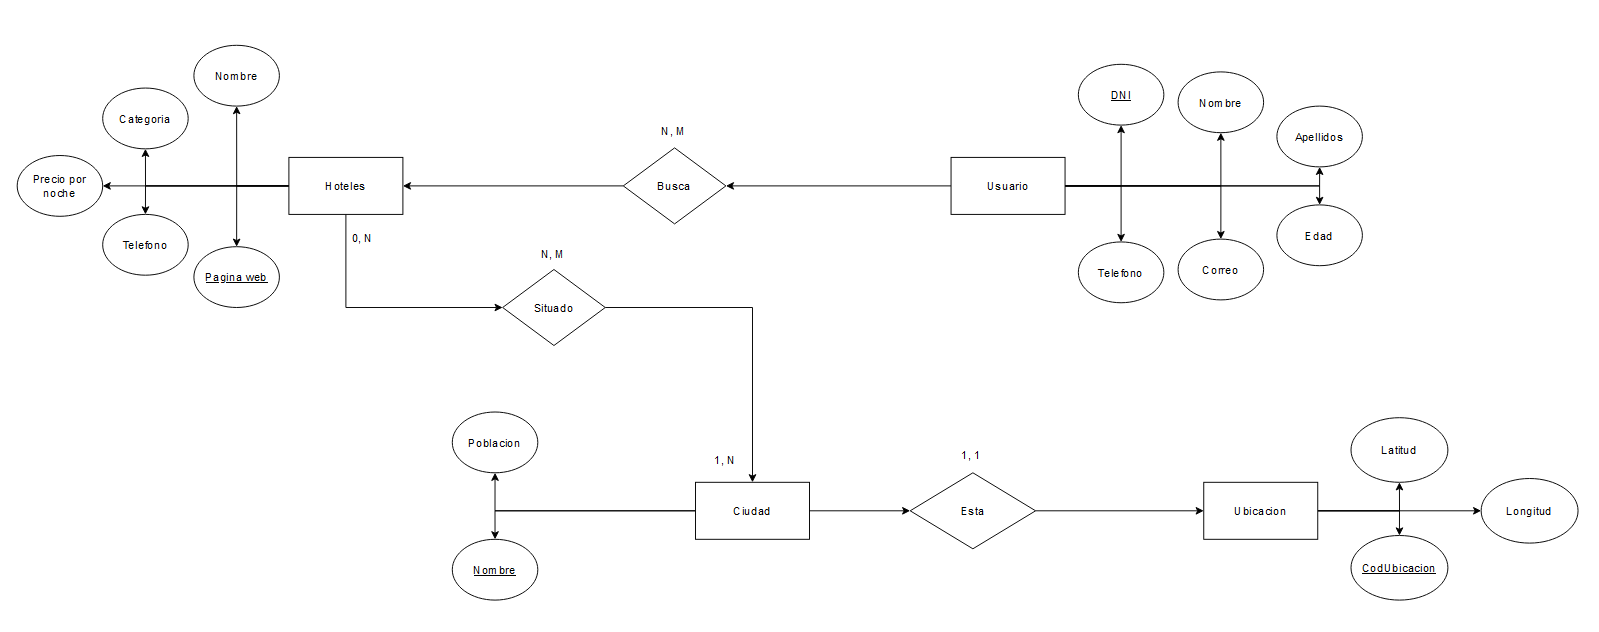 Nombre
Categoria
Precio por
noche
Telefono
Pagina web
Hoteles
0, N
N, M
Busca
Usuario
DNI
Nombre
Apellidos
Edad
Correo
Telefono
N, M
Situado
1, N
Poblacion
Nombre
Ciudad
1, 1
Esta
Ubicacion
Latitud
Longitud
CodUbicacion